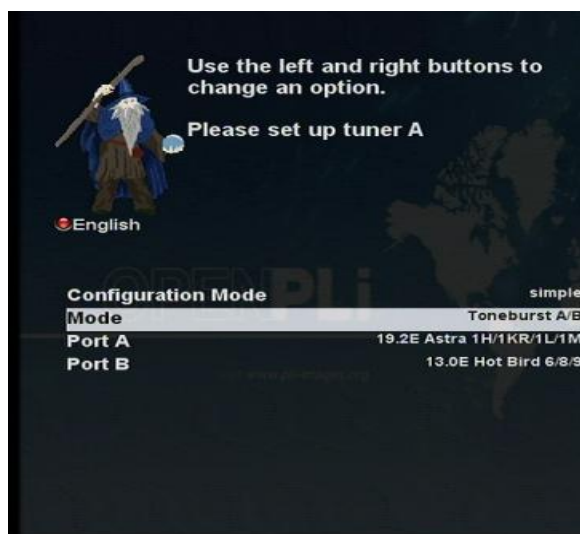 Use the left and right buttons to
change an option.
Please set up tuner A
English
OPENPLi
Configuration Mode simple
Mode Toneburst A/B
Port A 19.2E Astra 1H/1KR/1L/1M
Port B 13.0E Hot Bird 6/8/9